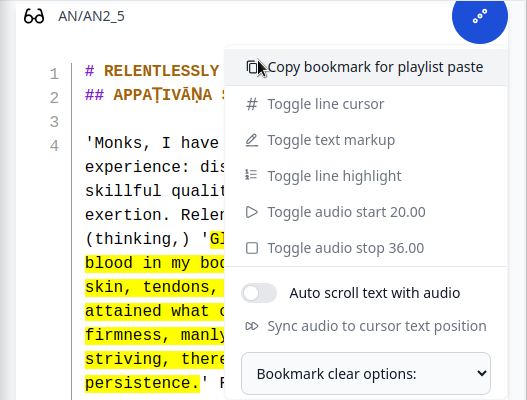 AN/AN2_5
1 # RELENTLESSLY
2 ## APPAṬIVĀṆA
3
4 'Monks, I have
experience: dis
skillful qualit
exertion. Relen
(thinking,) 'Gl
blood in my bod
skin, tendons,
attained what c
firmness, manly
striving, there
persistence.'
Copy bookmark for playlist paste
Toggle line cursor
Toggle text markup
Toggle line highlight
Toggle audio start 20.00
Toggle audio stop 36.00
Auto scroll text with audio
Sync audio to cursor text position
Bookmark clear options: